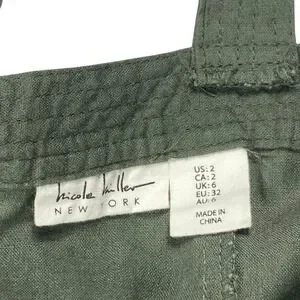 nicole miller
NEW YORK
US: 2
CA: 2
UK: 6
EU: 32
AU: 6
MADE IN
CHINA